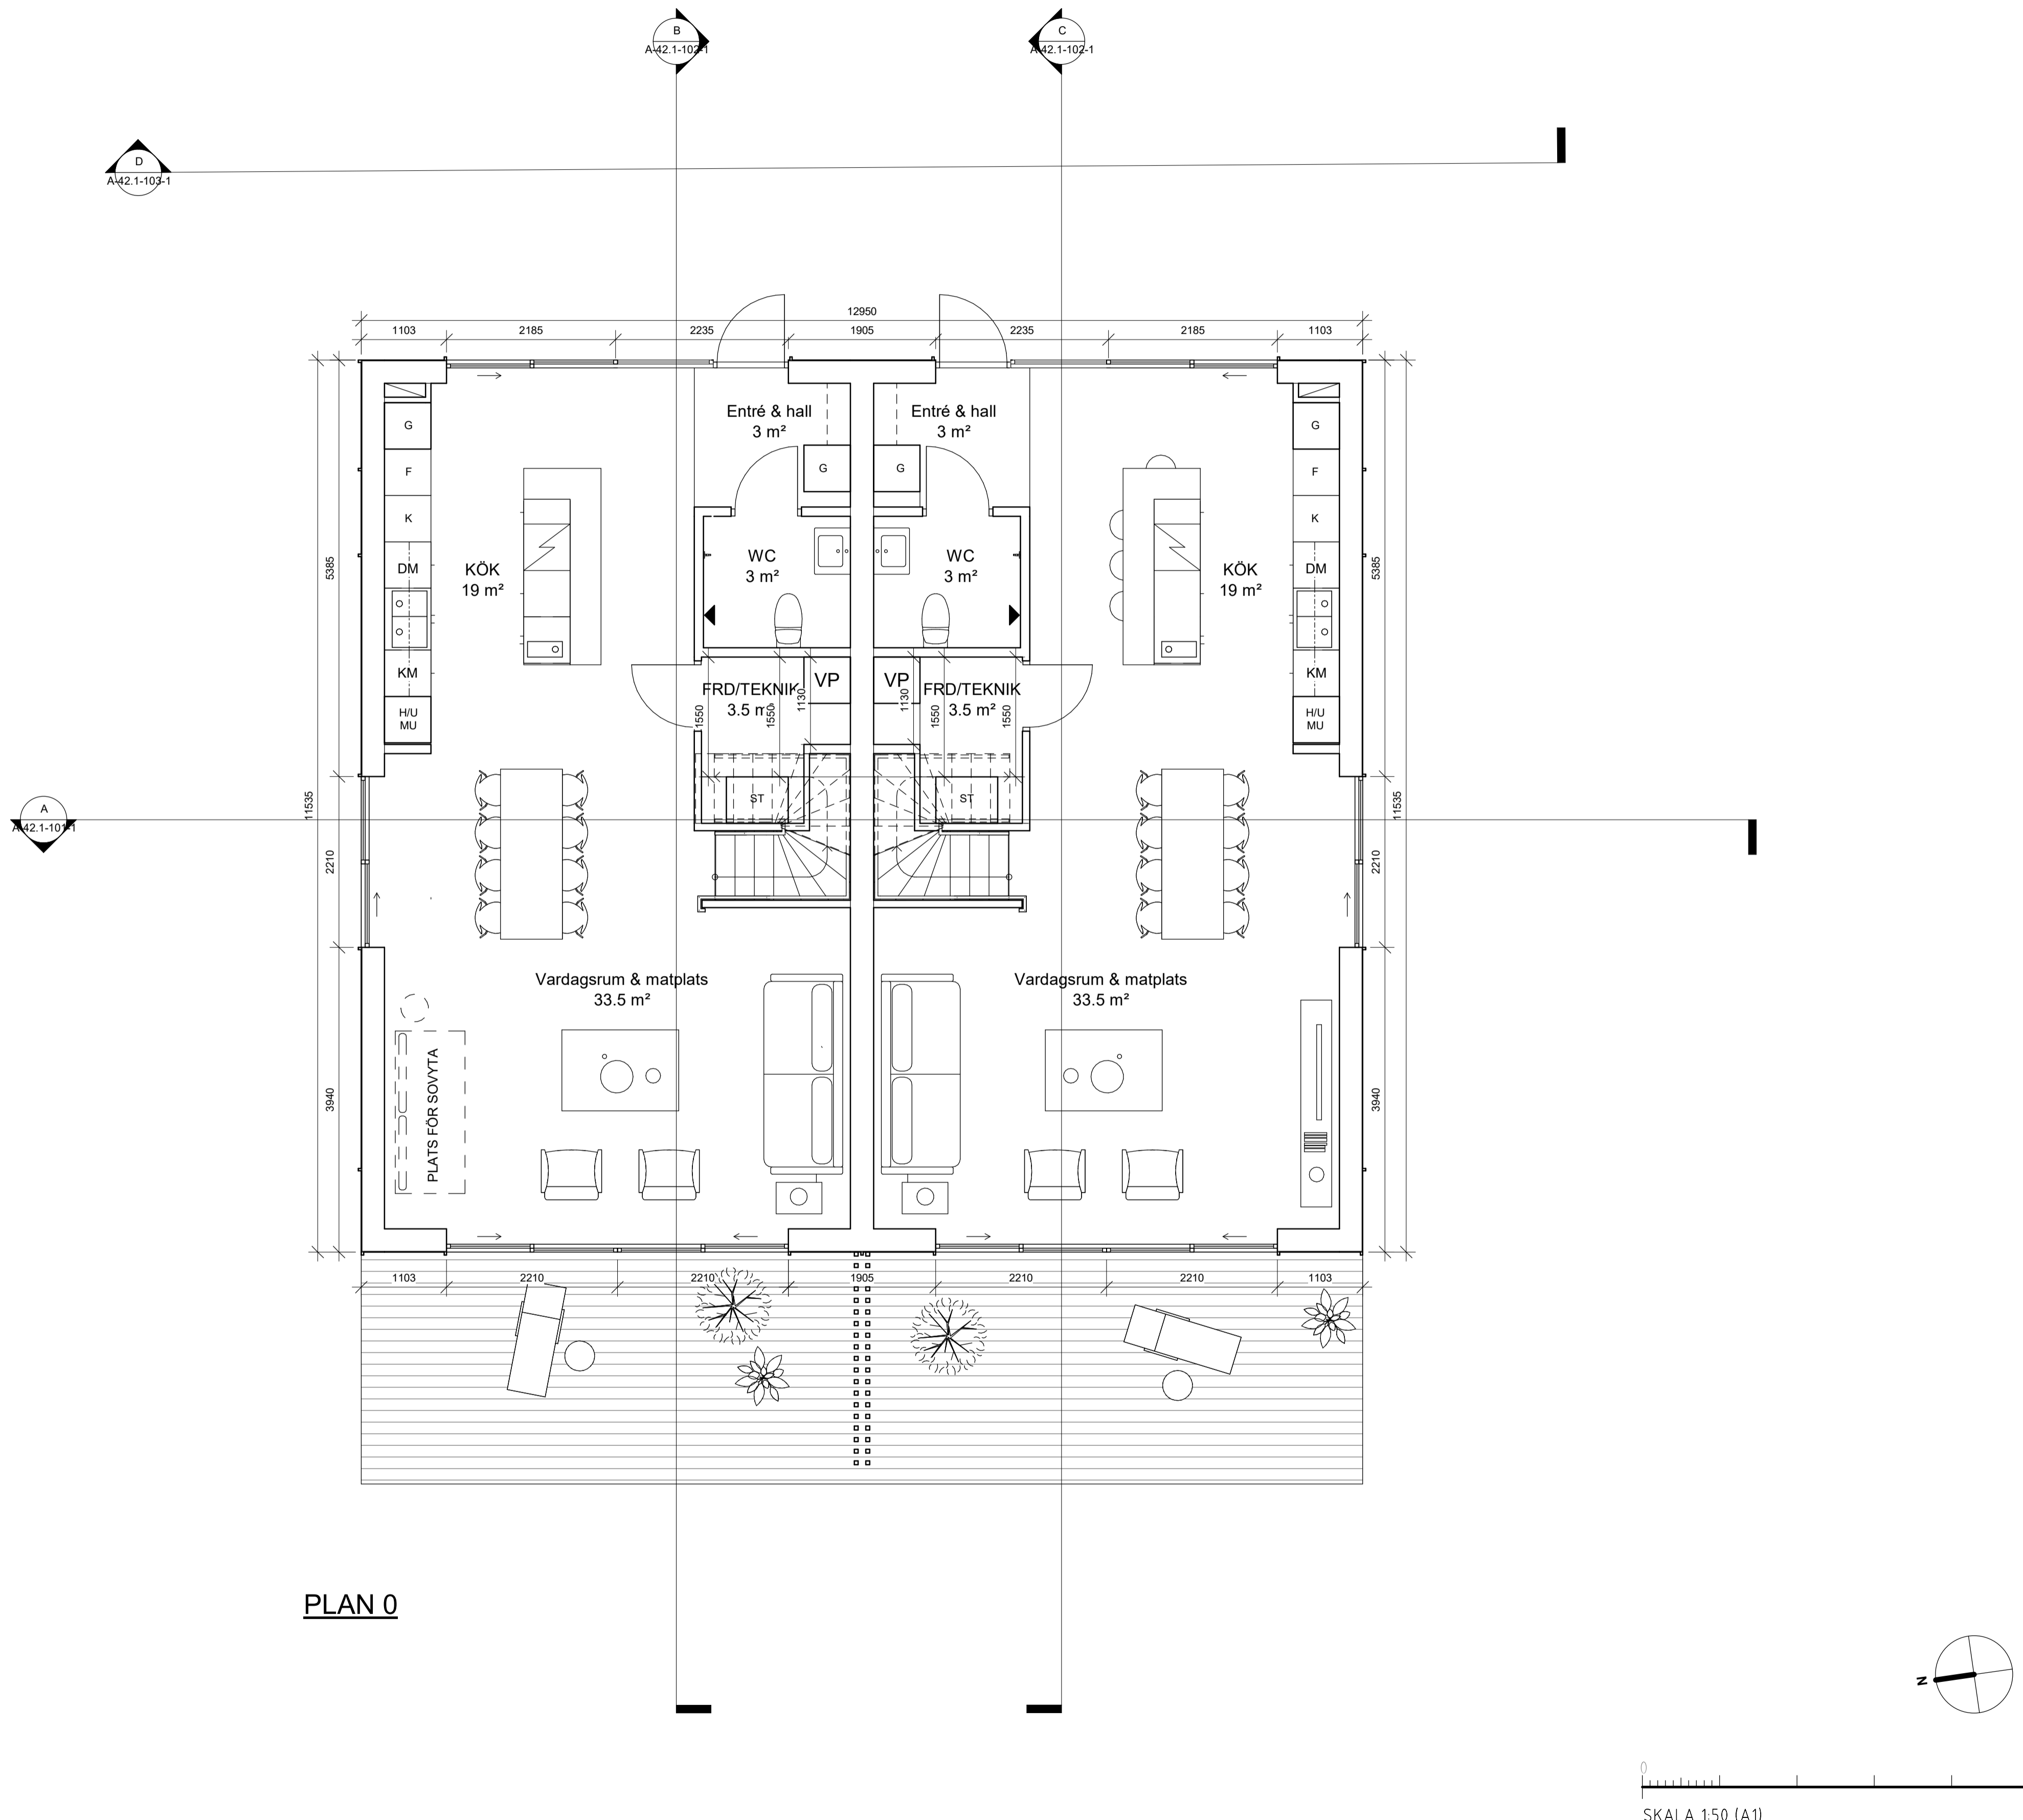 B
A-42.1-102-1
C
A-42.1-102-1
D
A-42.1-103-1
12950
1103
2185
2235
1905
2235
2185
1103
Entré & hall
3 m²
Entré & hall
3 m²
G
G
G
G
F
F
K
K
DM
DM
KÖK
19 m²
WC
3 m²
WC
3 m²
KÖK
19 m²
5385
5385
KM
KM
H/U
MU
H/U
MU
FRD/TEKNIK
3.5 m²
VP
VP
FRD/TEKNIK
3.5 m²
1550
1550
1130
1130
1550
1550
ST
ST
A
A-42.1-101-1
11535
11535
2210
2210
Vardagsrum & matplats
33.5 m²
Vardagsrum & matplats
33.5 m²
PLATS FÖR SOVYTA
3940
3940
1103
2210
2210
1905
2210
2210
1103
PLAN 0
N
0
SKALA 1:50 (A1)